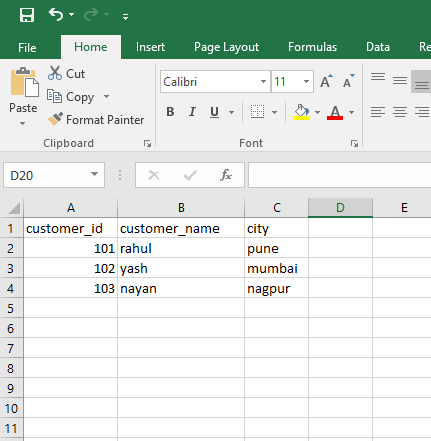 File Home Insert Page Layout Formulas Data Re
Cut
Copy
Format Painter
Paste
Calibri 11 A A
B I U A
Clipboard Font
D20 fx
A B C D E
1 customer_id customer_name city
2 101 rahul pune
3 102 yash mumbai
4 103 nayan nagpur
5
6
7
8
9
10
11